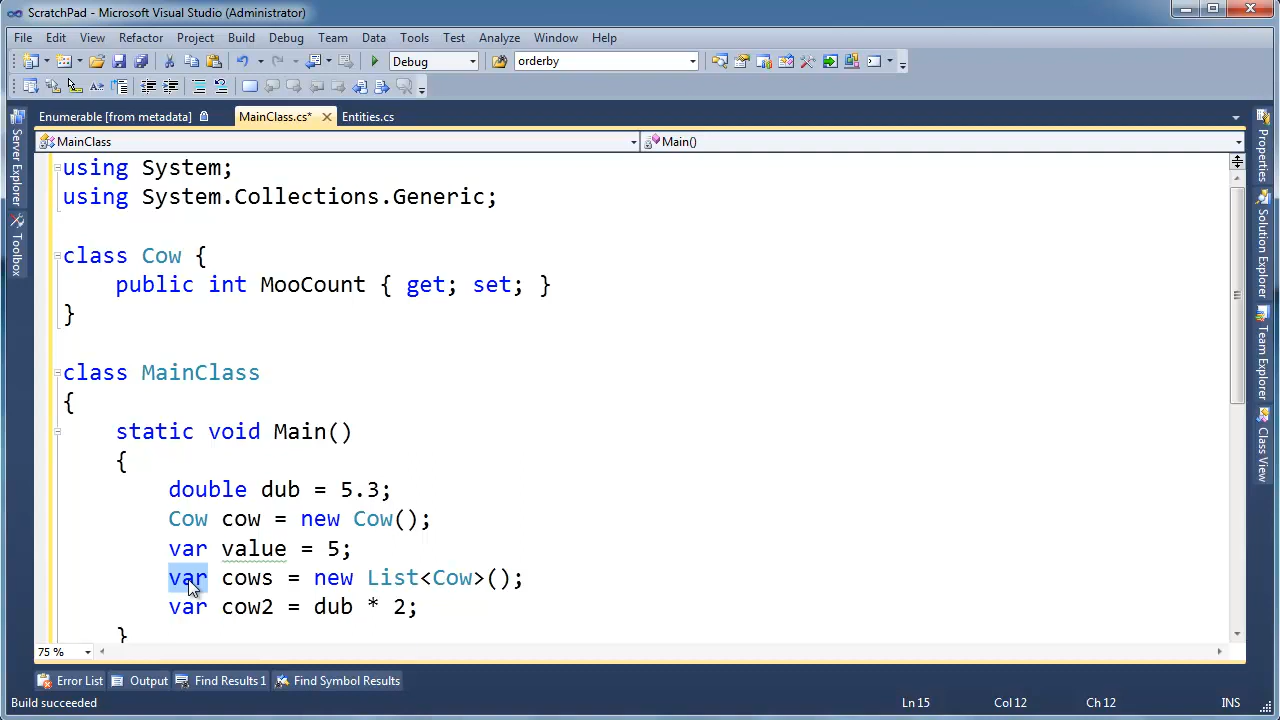 ScratchPad - Microsoft Visual Studio (Administrator)
File Edit View Refactor Project Build Debug Team Data Tools Test Analyze Window Help
Debug orderby
Enumerable [from metadata] MainClass.cs* Entities.cs
MainClass Main()
using System;
using System.Collections.Generic;
class Cow {
public int MooCount { get; set; }
}
class MainClass
{
static void Main()
{
double dub = 5.3;
Cow cow = new Cow();
var value = 5;
var cows = new List<Cow>();
var cow2 = dub * 2;
}
75 %
Error List Output Find Results 1 Find Symbol Results
Build succeeded Ln 15 Col 12 Ch 12 INS
Server Explorer
Toolbox
Properties
Solution Explorer
Team Explorer
Class View